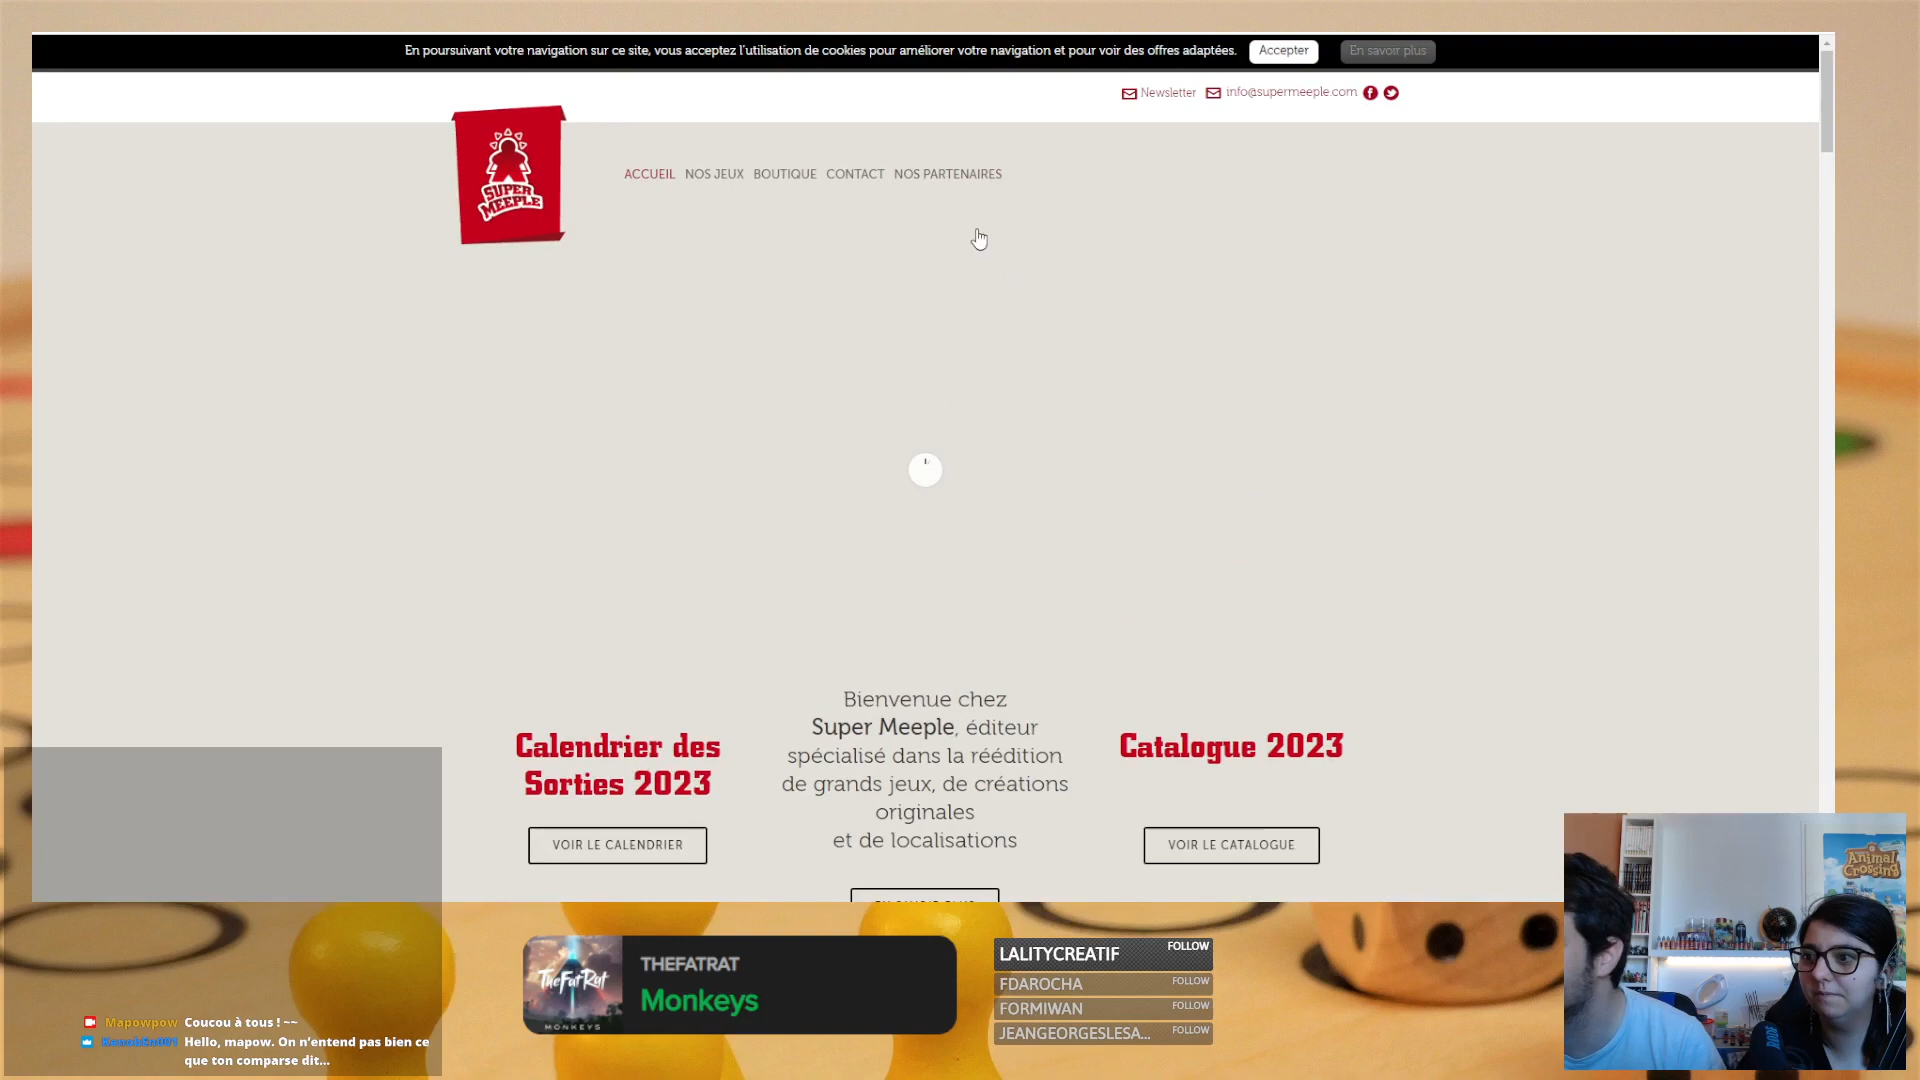 En poursuivant votre navigation sur ce site, vous acceptez l'utilisation de cookies pour améliorer votre navigation et pour voir des offres adaptées. Accepter En savoir plus
Newsletter info@supermeeple.com
SUPER
MEEPLE
ACCUEIL NOS JEUX BOUTIQUE CONTACT NOS PARTENAIRES
Bienvenue chez
Super Meeple, éditeur
spécialisé dans la réédition
de grands jeux, de créations
originales
et de localisations
Calendrier des
Sorties 2023
VOIR LE CALENDRIER
Catalogue 2023
VOIR LE CATALOGUE
Animal
Crossing
TheFatRat
MONKEYS
THEFATRAT
Monkeys
LALITYCREATIF FOLLOW
FDAROCHA FOLLOW
FORMIWAN FOLLOW
JEANGEORGESLESA... FOLLOW
Mapowpow Coucou à tous ! ~~
Hello, mapow. On n'entend pas bien ce
que ton comparse dit...
RODE